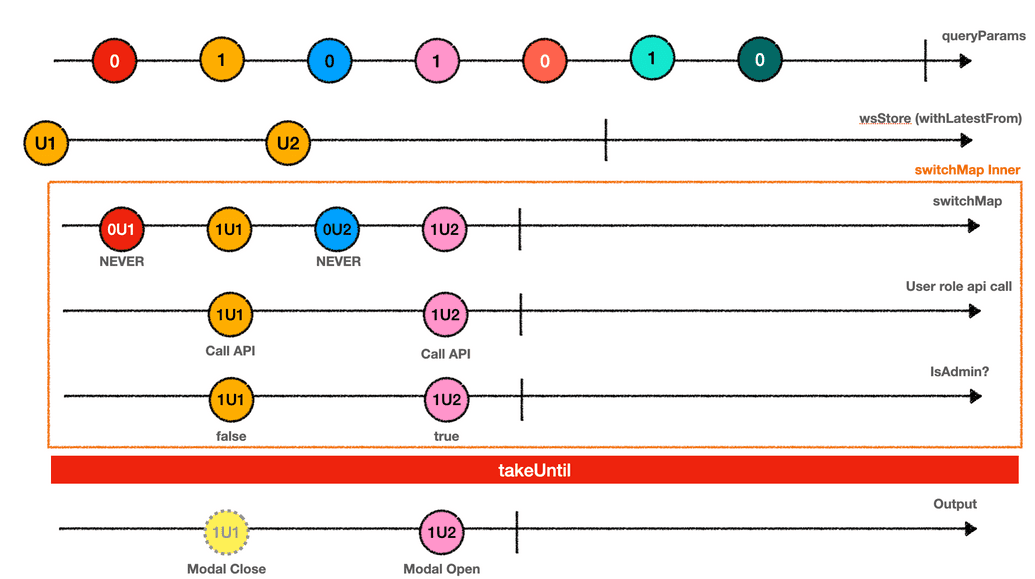 queryParams
0 1 0 1 0 1 0
wsStore (withLatestFrom)
U1 U2
switchMap Inner
switchMap
0U1 1U1 0U2 1U2
NEVER NEVER
User role api call
1U1 1U2
Call API Call API
IsAdmin?
1U1 1U2
false true
takeUntil
Output
1U1 1U2
Modal Close Modal Open